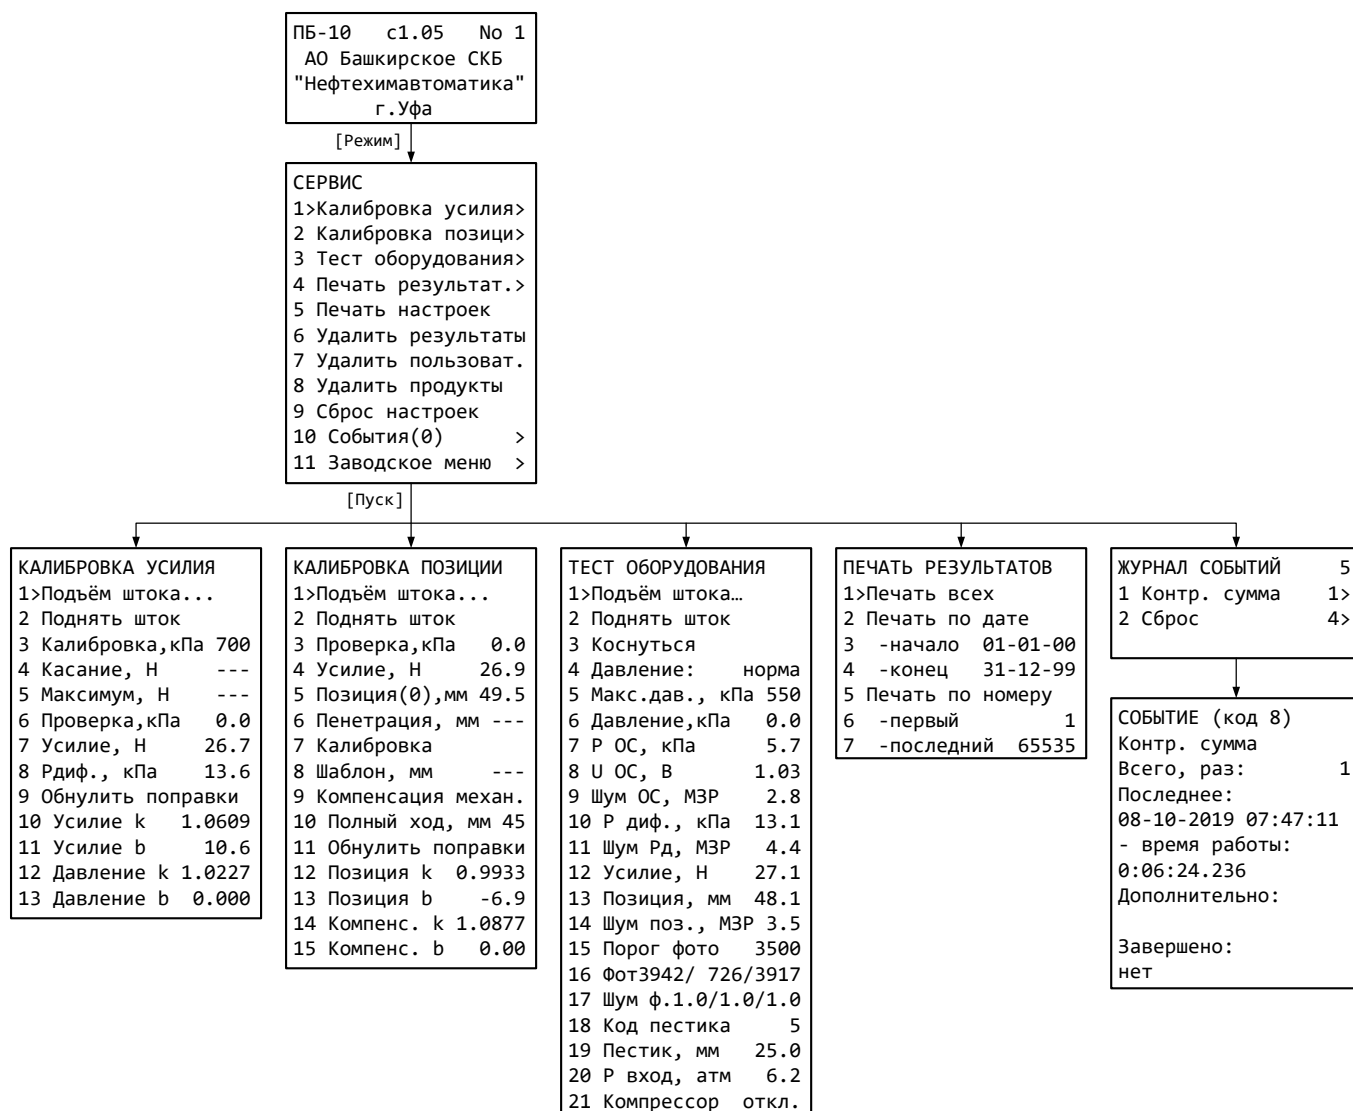 ПБ-10 с1.05 No 1
АО Башкирское СКБ
"Нефтехимавтоматика"
г.Уфа
[Режим]
СЕРВИС
1>Калибровка усилия>
2 Калибровка позици>
3 Тест оборудования>
4 Печать результат.>
5 Печать настроек
6 Удалить результаты
7 Удалить пользоват.
8 Удалить продукты
9 Сброс настроек
10 События(0) >
11 Заводское меню >
[Пуск]
КАЛИБРОВКА УСИЛИЯ
1>Подъём штока...
2 Поднять шток
3 Калибровка,кПа 700
4 Касание, Н ---
5 Максимум, Н ---
6 Проверка,кПа 0.0
7 Усилие, Н 26.7
8 Рдиф., кПа 13.6
9 Обнулить поправки
10 Усилие k 1.0609
11 Усилие b 10.6
12 Давление k 1.0227
13 Давление b 0.000
КАЛИБРОВКА ПОЗИЦИИ
1>Подъём штока...
2 Поднять шток
3 Проверка,кПа 0.0
4 Усилие, Н 26.9
5 Позиция(0),мм 49.5
6 Пенетрация, мм ---
7 Калибровка
8 Шаблон, мм ---
9 Компенсация механ.
10 Полный ход, мм 45
11 Обнулить поправки
12 Позиция k 0.9933
13 Позиция b -6.9
14 Компенс. k 1.0877
15 Компенс. b 0.00
ТЕСТ ОБОРУДОВАНИЯ
1>Подъём штока…
2 Поднять шток
3 Коснуться
4 Давление: норма
5 Макс.дав., кПа 550
6 Давление,кПа 0.0
7 Р ОС, кПа 5.7
8 U ОС, В 1.03
9 Шум ОС, МЗР 2.8
10 Р диф., кПа 13.1
11 Шум Рд, МЗР 4.4
12 Усилие, Н 27.1
13 Позиция, мм 48.1
14 Шум поз., МЗР 3.5
15 Порог фото 3500
16 Фот3942/ 726/3917
17 Шум ф.1.0/1.0/1.0
18 Код пестика 5
19 Пестик, мм 25.0
20 Р вход, атм 6.2
21 Компрессор откл.
ПЕЧАТЬ РЕЗУЛЬТАТОВ
1>Печать всех
2 Печать по дате
3 -начало 01-01-00
4 -конец 31-12-99
5 Печать по номеру
6 -первый 1
7 -последний 65535
ЖУРНАЛ СОБЫТИЙ 5
1 Контр. сумма 1>
2 Сброс 4>
СОБЫТИЕ (код 8)
Контр. сумма
Всего, раз: 1
Последнее:
08-10-2019 07:47:11
- время работы:
0:06:24.236
Дополнительно:
Завершено:
нет